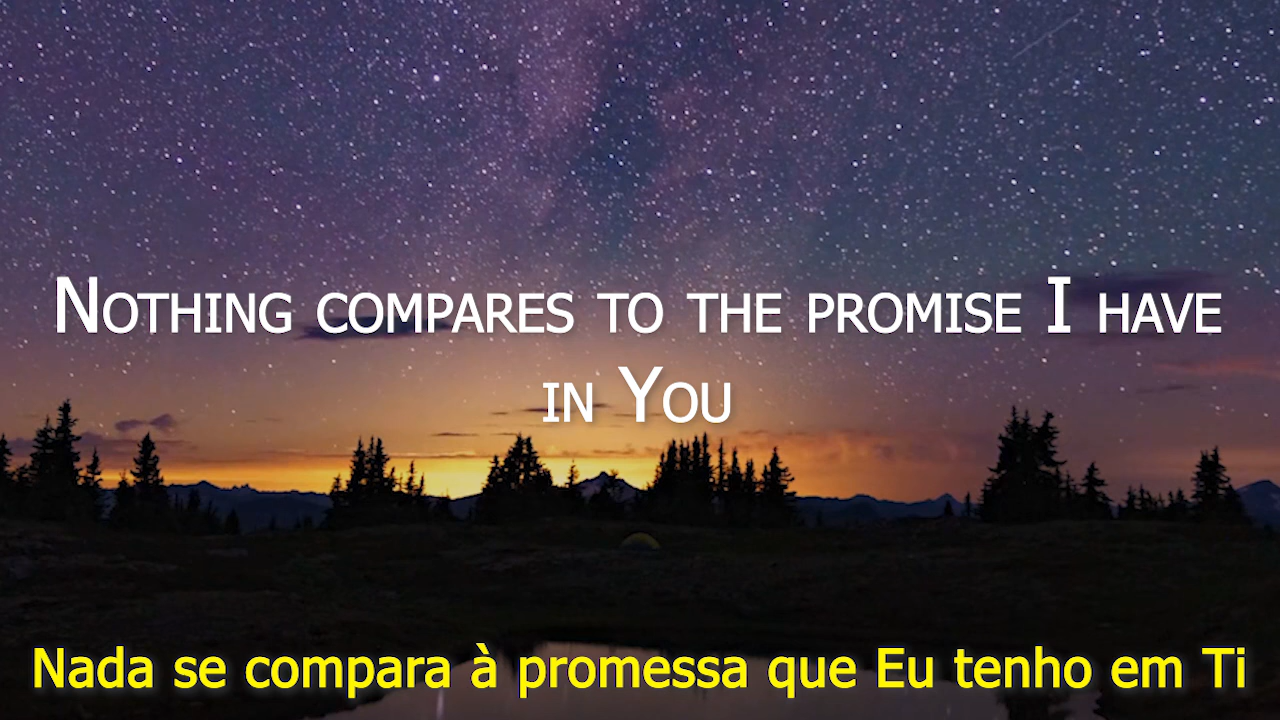 Nothing compares to the promise I have
in You
Nada se compara à promessa que Eu tenho em Ti